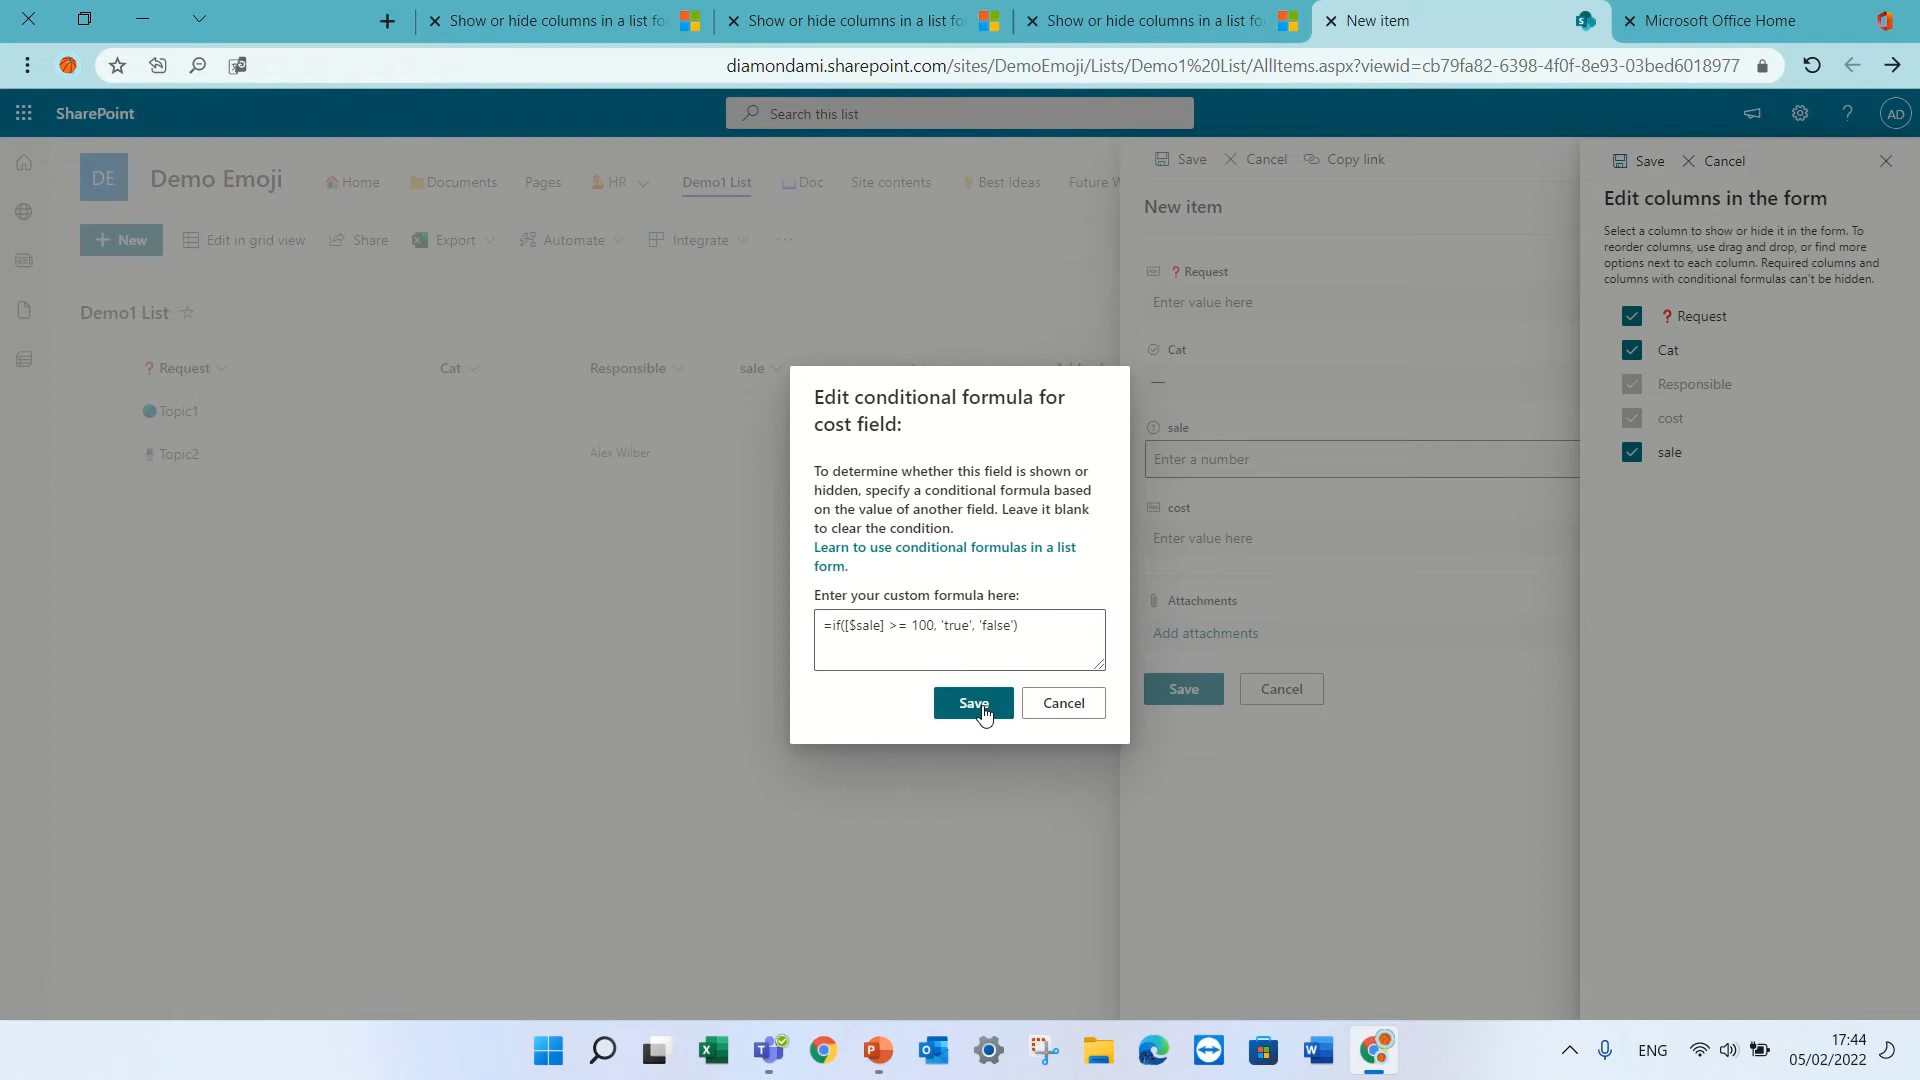 Show or hide columns in a list fo
Show or hide columns in a list fo
Show or hide columns in a list fo
New item
Microsoft Office Home
diamondami.sharepoint.com/sites/DemoEmoji/Lists/Demo1%20List/AllItems.aspx?viewid=cb79fa82-6398-4f0f-8e93-03bed6018977
SharePoint
Search this list
AD
DE
Demo Emoji
Home
Documents
Pages
HR
Demo1 List
Doc
Site contents
Best Ideas
Future W
New
Edit in grid view
Share
Export
Automate
Integrate
Demo1 List
Request
Cat
Responsible
sale
Topic1
Topic2
Alex Wilber
Save
Cancel
Copy link
New item
Request
Enter value here
Cat
—
sale
Enter a number
cost
Enter value here
Attachments
Add attachments
Save
Cancel
Edit conditional formula for
cost field:
To determine whether this field is shown or
hidden, specify a conditional formula based
on the value of another field. Leave it blank
to clear the condition.
Learn to use conditional formulas in a list
form.
Enter your custom formula here:
=if([$sale] >= 100, 'true', 'false')
Save
Cancel
Save
Cancel
Edit columns in the form
Select a column to show or hide it in the form. To
reorder columns, use drag and drop, or find more
options next to each column. Required columns and
columns with conditional formulas can't be hidden.
Request
Cat
Responsible
cost
sale
ENG
17:44
05/02/2022